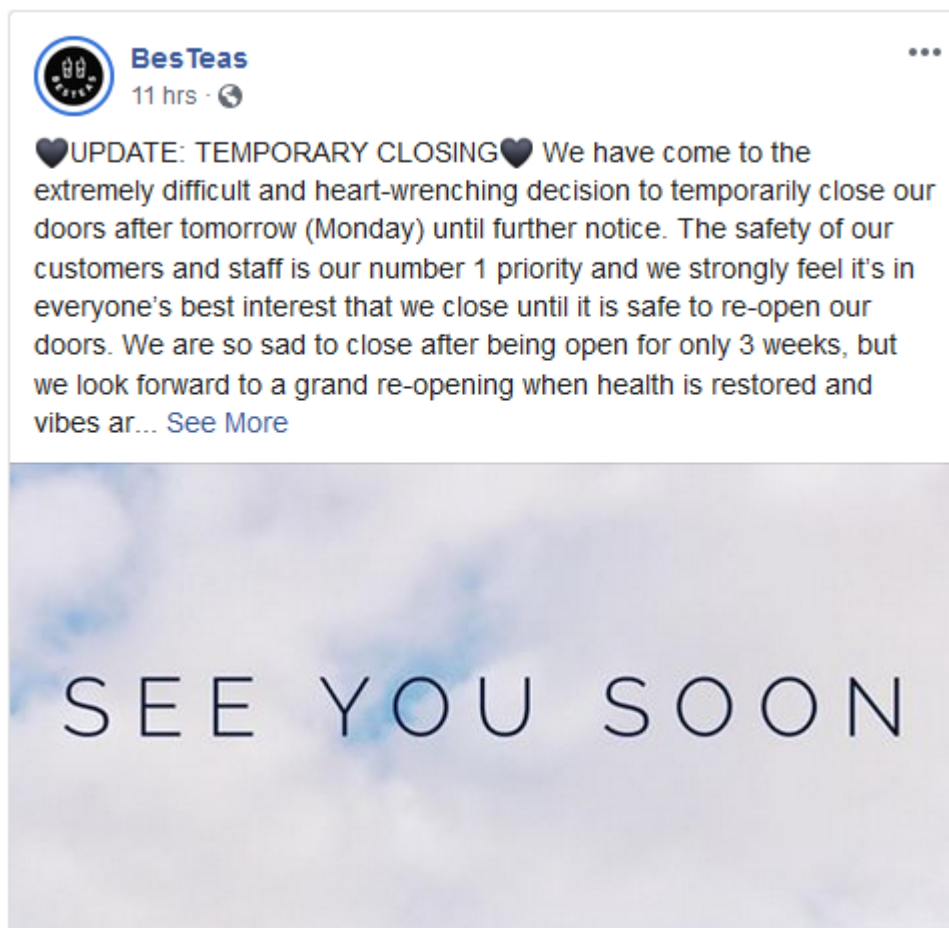 BesTeas
11 hrs ·
BESTEAS
🖤UPDATE: TEMPORARY CLOSING🖤 We have come to the
extremely difficult and heart-wrenching decision to temporarily close our
doors after tomorrow (Monday) until further notice. The safety of our
customers and staff is our number 1 priority and we strongly feel it's in
everyone's best interest that we close until it is safe to re-open our
doors. We are so sad to close after being open for only 3 weeks, but
we look forward to a grand re-opening when health is restored and
vibes ar... See More
SEE YOU SOON